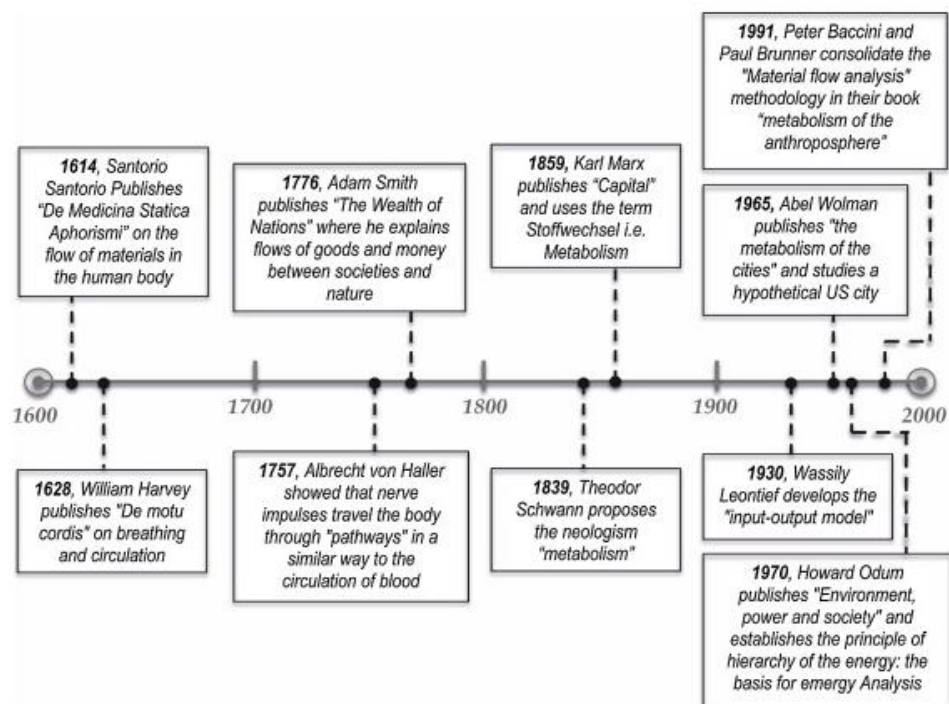 1991, Peter Baccini and
Paul Brunner consolidate the
"Material flow analysis"
methodology in their book
"metabolism of the
anthroposphere"
1614, Santorio
Santorio Publishes
"De Medicina Statica
Aphorismi" on the
flow of materials in
the human body
1776, Adam Smith
publishes "The Wealth of
Nations" where he explains
flows of goods and money
between societies and
nature
1859, Karl Marx
publishes "Capital"
and uses the term
Stoffwechsel i.e.
Metabolism
1965, Abel Wolman
publishes "the
metabolism of the
cities" and studies a
hypothetical US city
1600
1700
1800
1900
2000
1628, William Harvey
publishes "De motu
cordis" on breathing
and circulation
1757, Albrecht von Haller
showed that nerve
impulses travel the body
through "pathways" in a
similar way to the
circulation of blood
1839, Theodor
Schwann proposes
the neologism
"metabolism"
1930, Wassily
Leontief develops the
"input-output model"
1970, Howard Odum
publishes "Environment,
power and society" and
establishes the principle of
hierarchy of the energy: the
basis for emergy Analysis